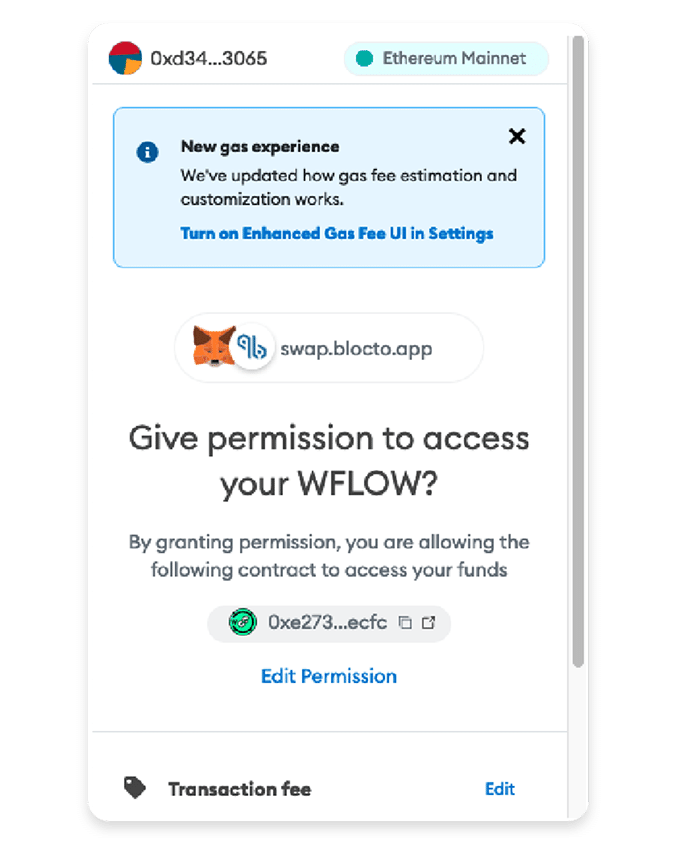 0xd34...3065
Ethereum Mainnet
New gas experience
We've updated how gas fee estimation and
customization works.
Turn on Enhanced Gas Fee UI in Settings
swap.blocto.app
Give permission to access
your WFLOW?
By granting permission, you are allowing the
following contract to access your funds
0xe273...ecfc
Edit Permission
Transaction fee
Edit